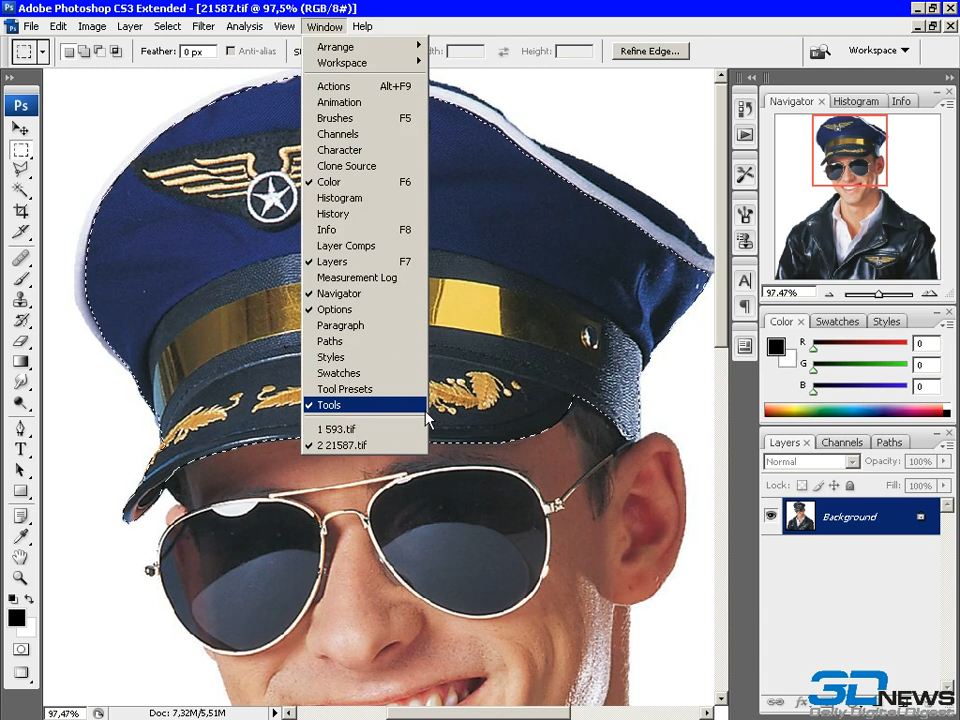 Adobe Photoshop CS3 Extended - [21587.tif @ 97,5% (RGB/8#)]
File Edit Image Layer Select Filter Analysis View Window Help
Feather: 0 px Anti-alias Height: Refine Edge... Workspace
Ps
Arrange
Workspace
Actions Alt+F9
Animation
Brushes F5
Channels
Character
Clone Source
Color F6
Histogram
History
Info F8
Layer Comps
Layers F7
Measurement Log
Navigator
Options
Paragraph
Paths
Styles
Swatches
Tool Presets
Tools
1 593.tif
2 21587.tif
Navigator Histogram Info
97.47%
Color Swatches Styles
R 0
G 0
B 0
Layers Channels Paths
Normal Opacity: 100%
Lock: Fill: 100%
Background
97,47% Doc: 7,32M/5,51M
3DNEWS
Daily Digital Digest